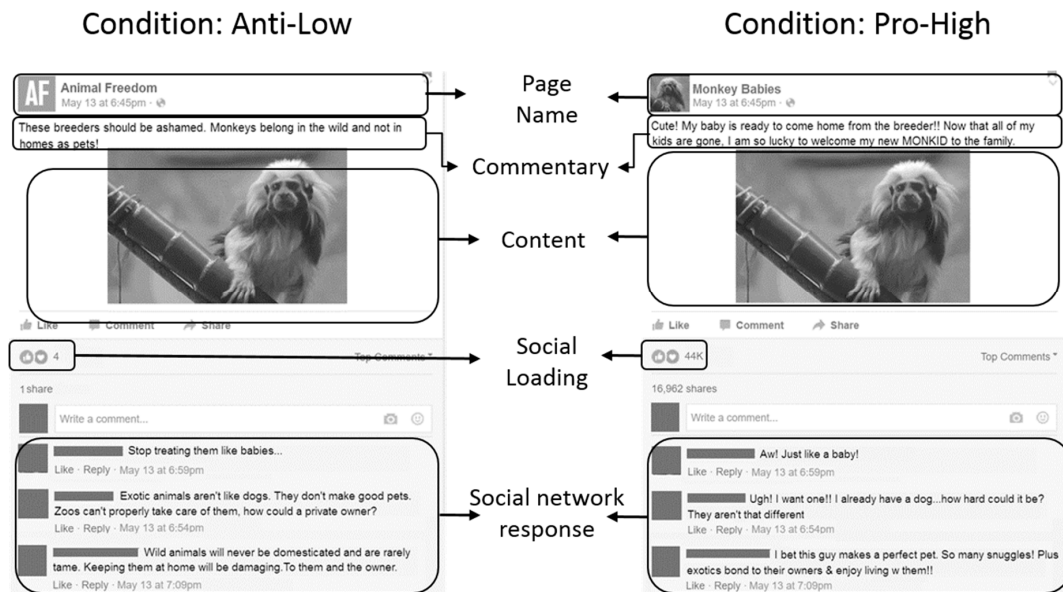 Condition: Anti-Low
AF
Animal Freedom
May 13 at 6:45pm ·
These breeders should be ashamed. Monkeys belong in the wild and not in
homes as pets!
Like
Comment
Share
4
Top Comments
1 share
Write a comment...
Stop treating them like babies...
Like · Reply · May 13 at 6:59pm
Exotic animals aren't like dogs. They don't make good pets.
Zoos can't properly take care of them, how could a private owner?
Like · Reply · May 13 at 6:54pm
Wild animals will never be domesticated and are rarely
tame. Keeping them at home will be damaging.To them and the owner.
Like · Reply · May 13 at 7:09pm
Page
Name
Commentary
Content
Social
Loading
Social network
response
Condition: Pro-High
Monkey Babies
May 13 at 6:45pm ·
Cute! My baby is ready to come home from the breeder!! Now that all of my
kids are gone, I am so lucky to welcome my new MONKID to the family.
Like
Comment
Share
44K
Top Comments
16,962 shares
Write a comment...
Aw! Just like a baby!
Like · Reply · May 13 at 6:59pm
Ugh! I want one!! I already have a dog...how hard could it be?
They aren't that different
Like · Reply · May 13 at 6:54pm
I bet this guy makes a perfect pet. So many snuggles! Plus
exotics bond to their owners & enjoy living w them!!
Like · Reply · May 13 at 7:09pm